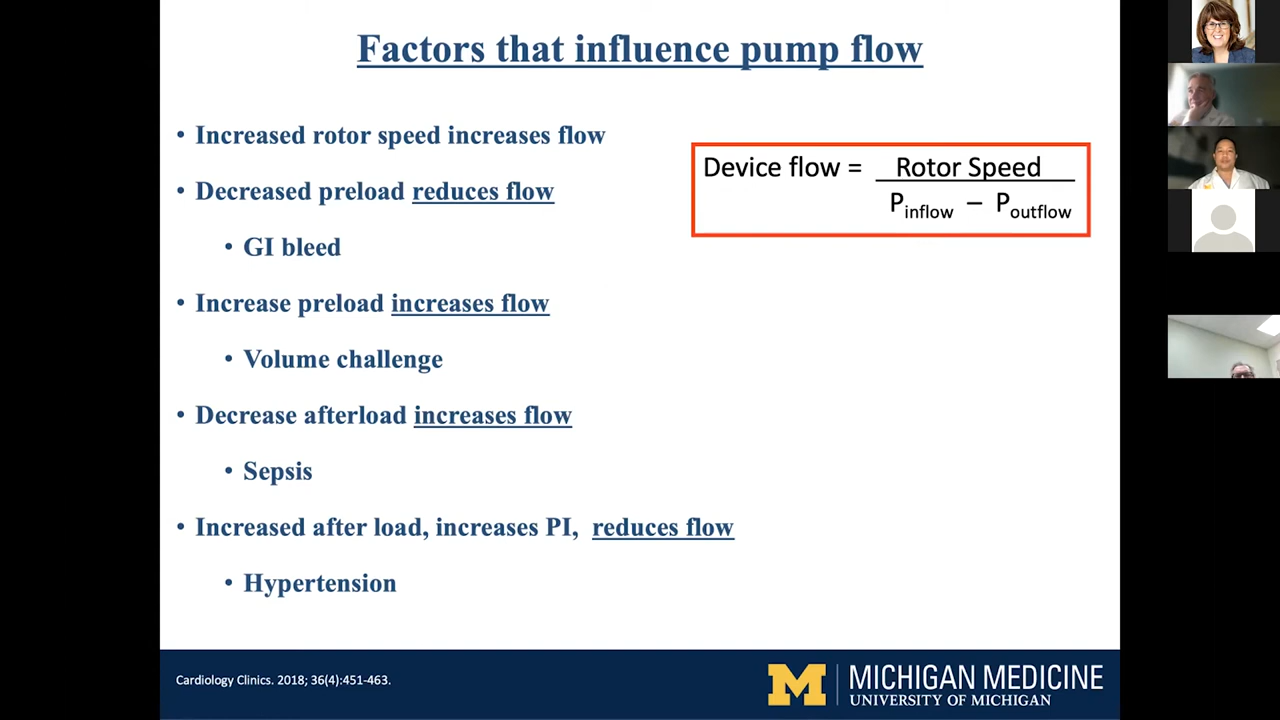 Factors that influence pump flow
• Increased rotor speed increases flow
• Decreased preload reduces flow
• GI bleed
• Increase preload increases flow
• Volume challenge
• Decrease afterload increases flow
• Sepsis
• Increased after load, increases PI, reduces flow
• Hypertension
Device flow = Rotor Speed
Pinflow – Poutflow
Cardiology Clinics. 2018; 36(4):451-463.
M
MICHIGAN MEDICINE
UNIVERSITY OF MICHIGAN